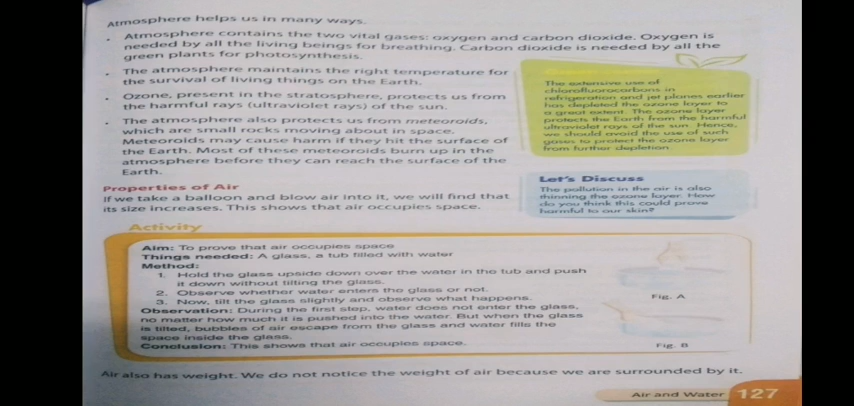 Atmosphere helps us in many ways.
• Atmosphere contains the two vital gases: oxygen and carbon dioxide. Oxygen is
needed by all the living beings for breathing. Carbon dioxide is needed by all the
green plants for photosynthesis.
• The atmosphere maintains the right temperature for
the survival of living things on the Earth.
• Ozone, present in the stratosphere, protects us from
the harmful rays (ultraviolet rays) of the sun.
• The atmosphere also protects us from meteoroids,
which are small rocks moving about in space.
Meteoroids may cause harm if they hit the surface of
the Earth. Most of these meteoroids burn up in the
atmosphere before they can reach the surface of the
Earth.
The extensive use of
chlorofluorocarbons in
refrigeration and jet planes earlier
has depleted the ozone layer to
a great extent. The ozone layer
protects the Earth from the harmful
ultraviolet rays of the sun. Hence,
we should avoid the use of such
gases to protect the ozone layer
from further depletion.
Let's Discuss
The pollution in the air is also
thinning the ozone layer. How
do you think this could prove
harmful to our skin?
Properties of Air
If we take a balloon and blow air into it, we will find that
its size increases. This shows that air occupies space.
Activity
Aim: To prove that air occupies space
Things needed: A glass, a tub filled with water
Method:
1. Hold the glass upside down over the water in the tub and push
it down without tilting the glass.
2. Observe whether water enters the glass or not.
3. Now, tilt the glass slightly and observe what happens.
Observation: During the first step, water does not enter the glass,
no matter how much it is pushed into the water. But when the glass
is tilted, bubbles of air escape from the glass and water fills the
space inside the glass.
Conclusion: This shows that air occupies space.
Fig. A
Fig. B
Air also has weight. We do not notice the weight of air because we are surrounded by it.
Air and Water 127